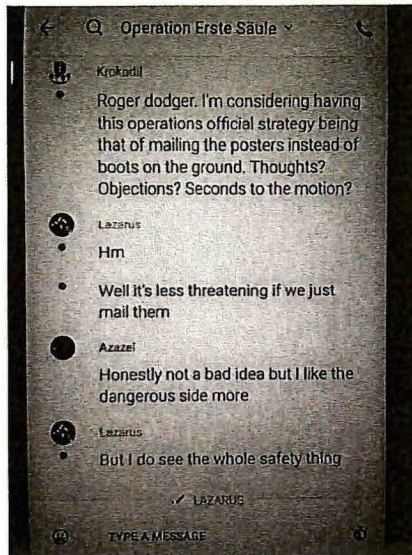 Operation Erste Säule
Krokodil
Roger dodger. I'm considering having
this operations official strategy being
that of mailing the posters instead of
boots on the ground. Thoughts?
Objections? Seconds to the motion?
Lazarus
Hm
Well it's less threatening if we just
mail them
Azazel
Honestly not a bad idea but I like the
dangerous side more
Lazarus
But I do see the whole safety thing
✓ LAZARUS
TYPE A MESSAGE